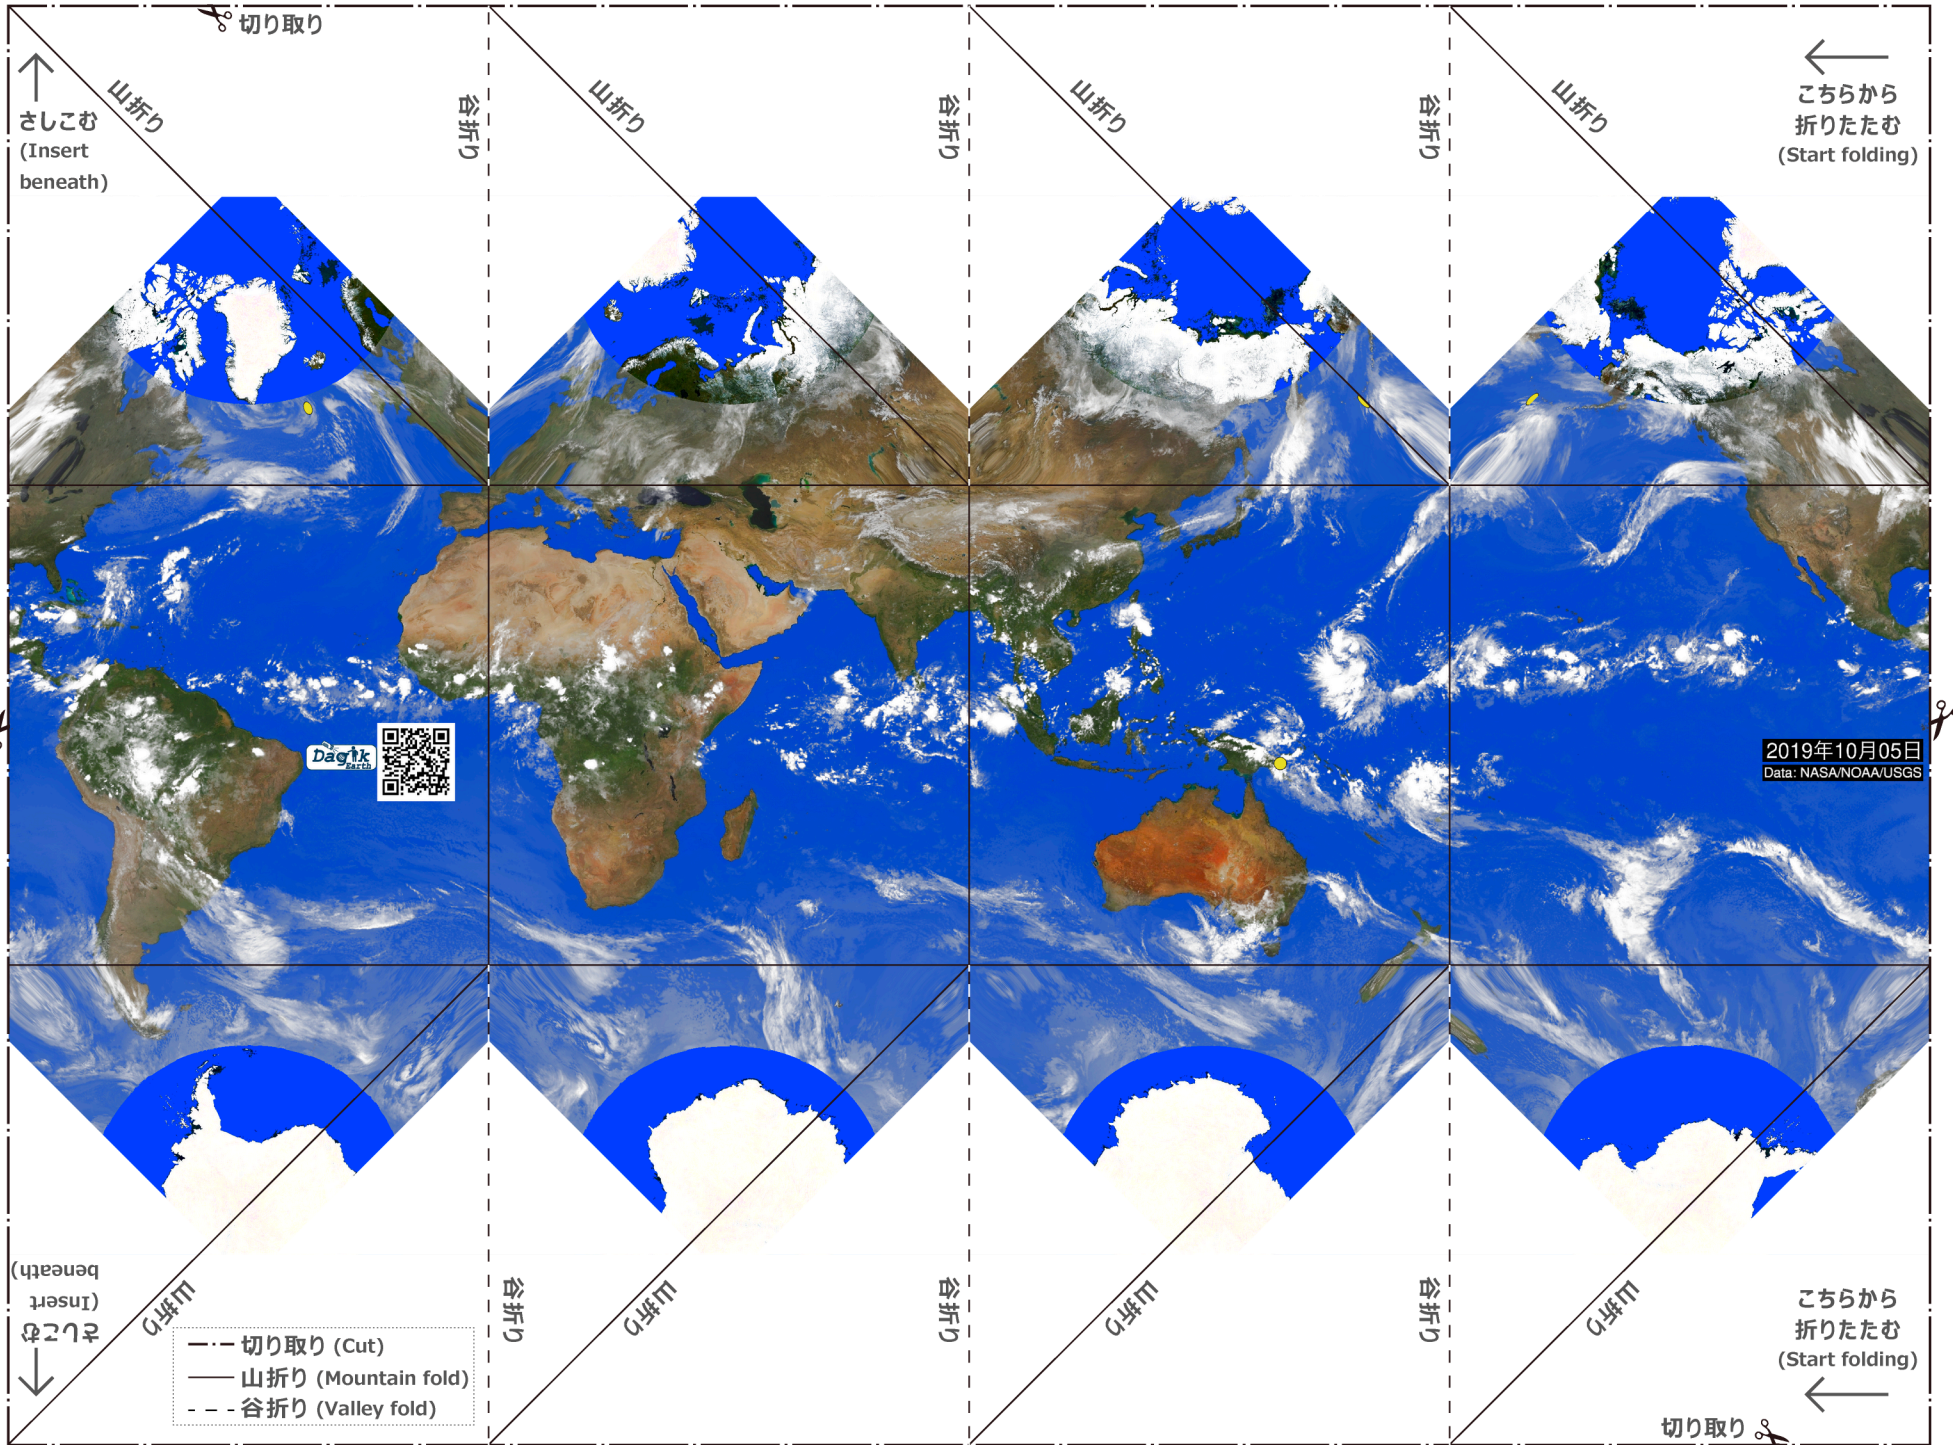 切り取り
山折り
谷折り
山折り
谷折り
山折り
谷折り
山折り
さしこむ
(Insert
beneath)
こちらから
折りたたむ
(Start folding)
Dagik
Earth
2019年10月05日
Data: NASA/NOAA/USGS
さしこむ
(Insert
beneath)
山折り
谷折り
山折り
谷折り
山折り
谷折り
山折り
こちらから
折りたたむ
(Start folding)
切り取り (Cut)
山折り (Mountain fold)
谷折り (Valley fold)
切り取り